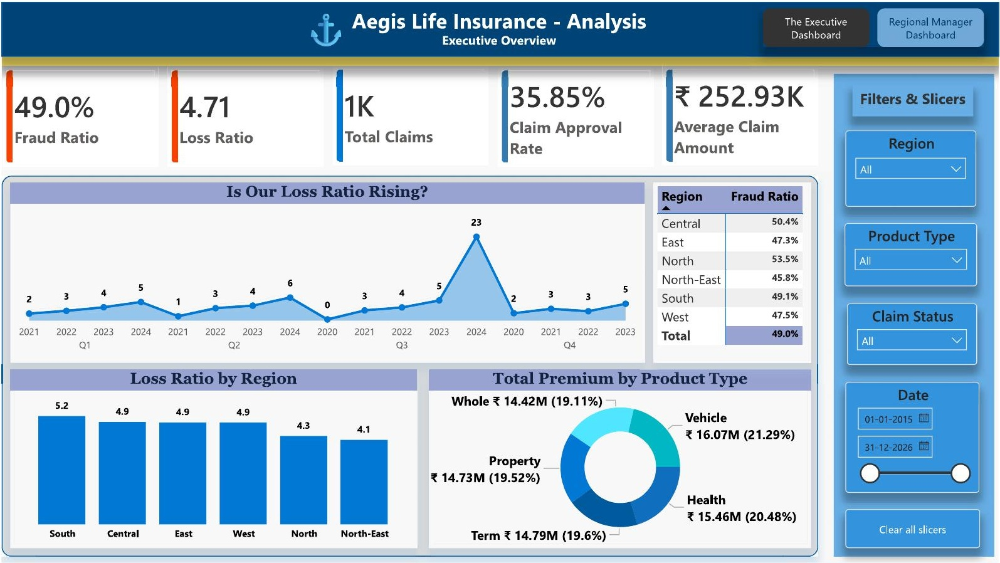 Aegis Life Insurance - Analysis
Executive Overview
The Executive
Dashboard
Regional Manager
Dashboard
49.0%
Fraud Ratio
4.71
Loss Ratio
1K
Total Claims
35.85%
Claim Approval
Rate
₹ 252.93K
Average Claim
Amount
Is Our Loss Ratio Rising?
2 3 4 5 1 3 4 6 0 3 4 5 23 2 3 3 5
2021 2022 2023 2024 2021 2022 2023 2024 2020 2021 2022 2023 2024 2020 2021 2022 2023
Q1 Q2 Q3 Q4
Region Fraud Ratio
Central 50.4%
East 47.3%
North 53.5%
North-East 45.8%
South 49.1%
West 47.5%
Total 49.0%
Loss Ratio by Region
5.2 4.9 4.9 4.9 4.3 4.1
South Central East West North North-East
Total Premium by Product Type
Whole ₹ 14.42M (19.11%)
Vehicle
₹ 16.07M (21.29%)
Property
₹ 14.73M (19.52%)
Health
₹ 15.46M (20.48%)
Term ₹ 14.79M (19.6%)
Filters & Slicers
Region
All
Product Type
All
Claim Status
All
Date
01-01-2015
31-12-2026
Clear all slicers